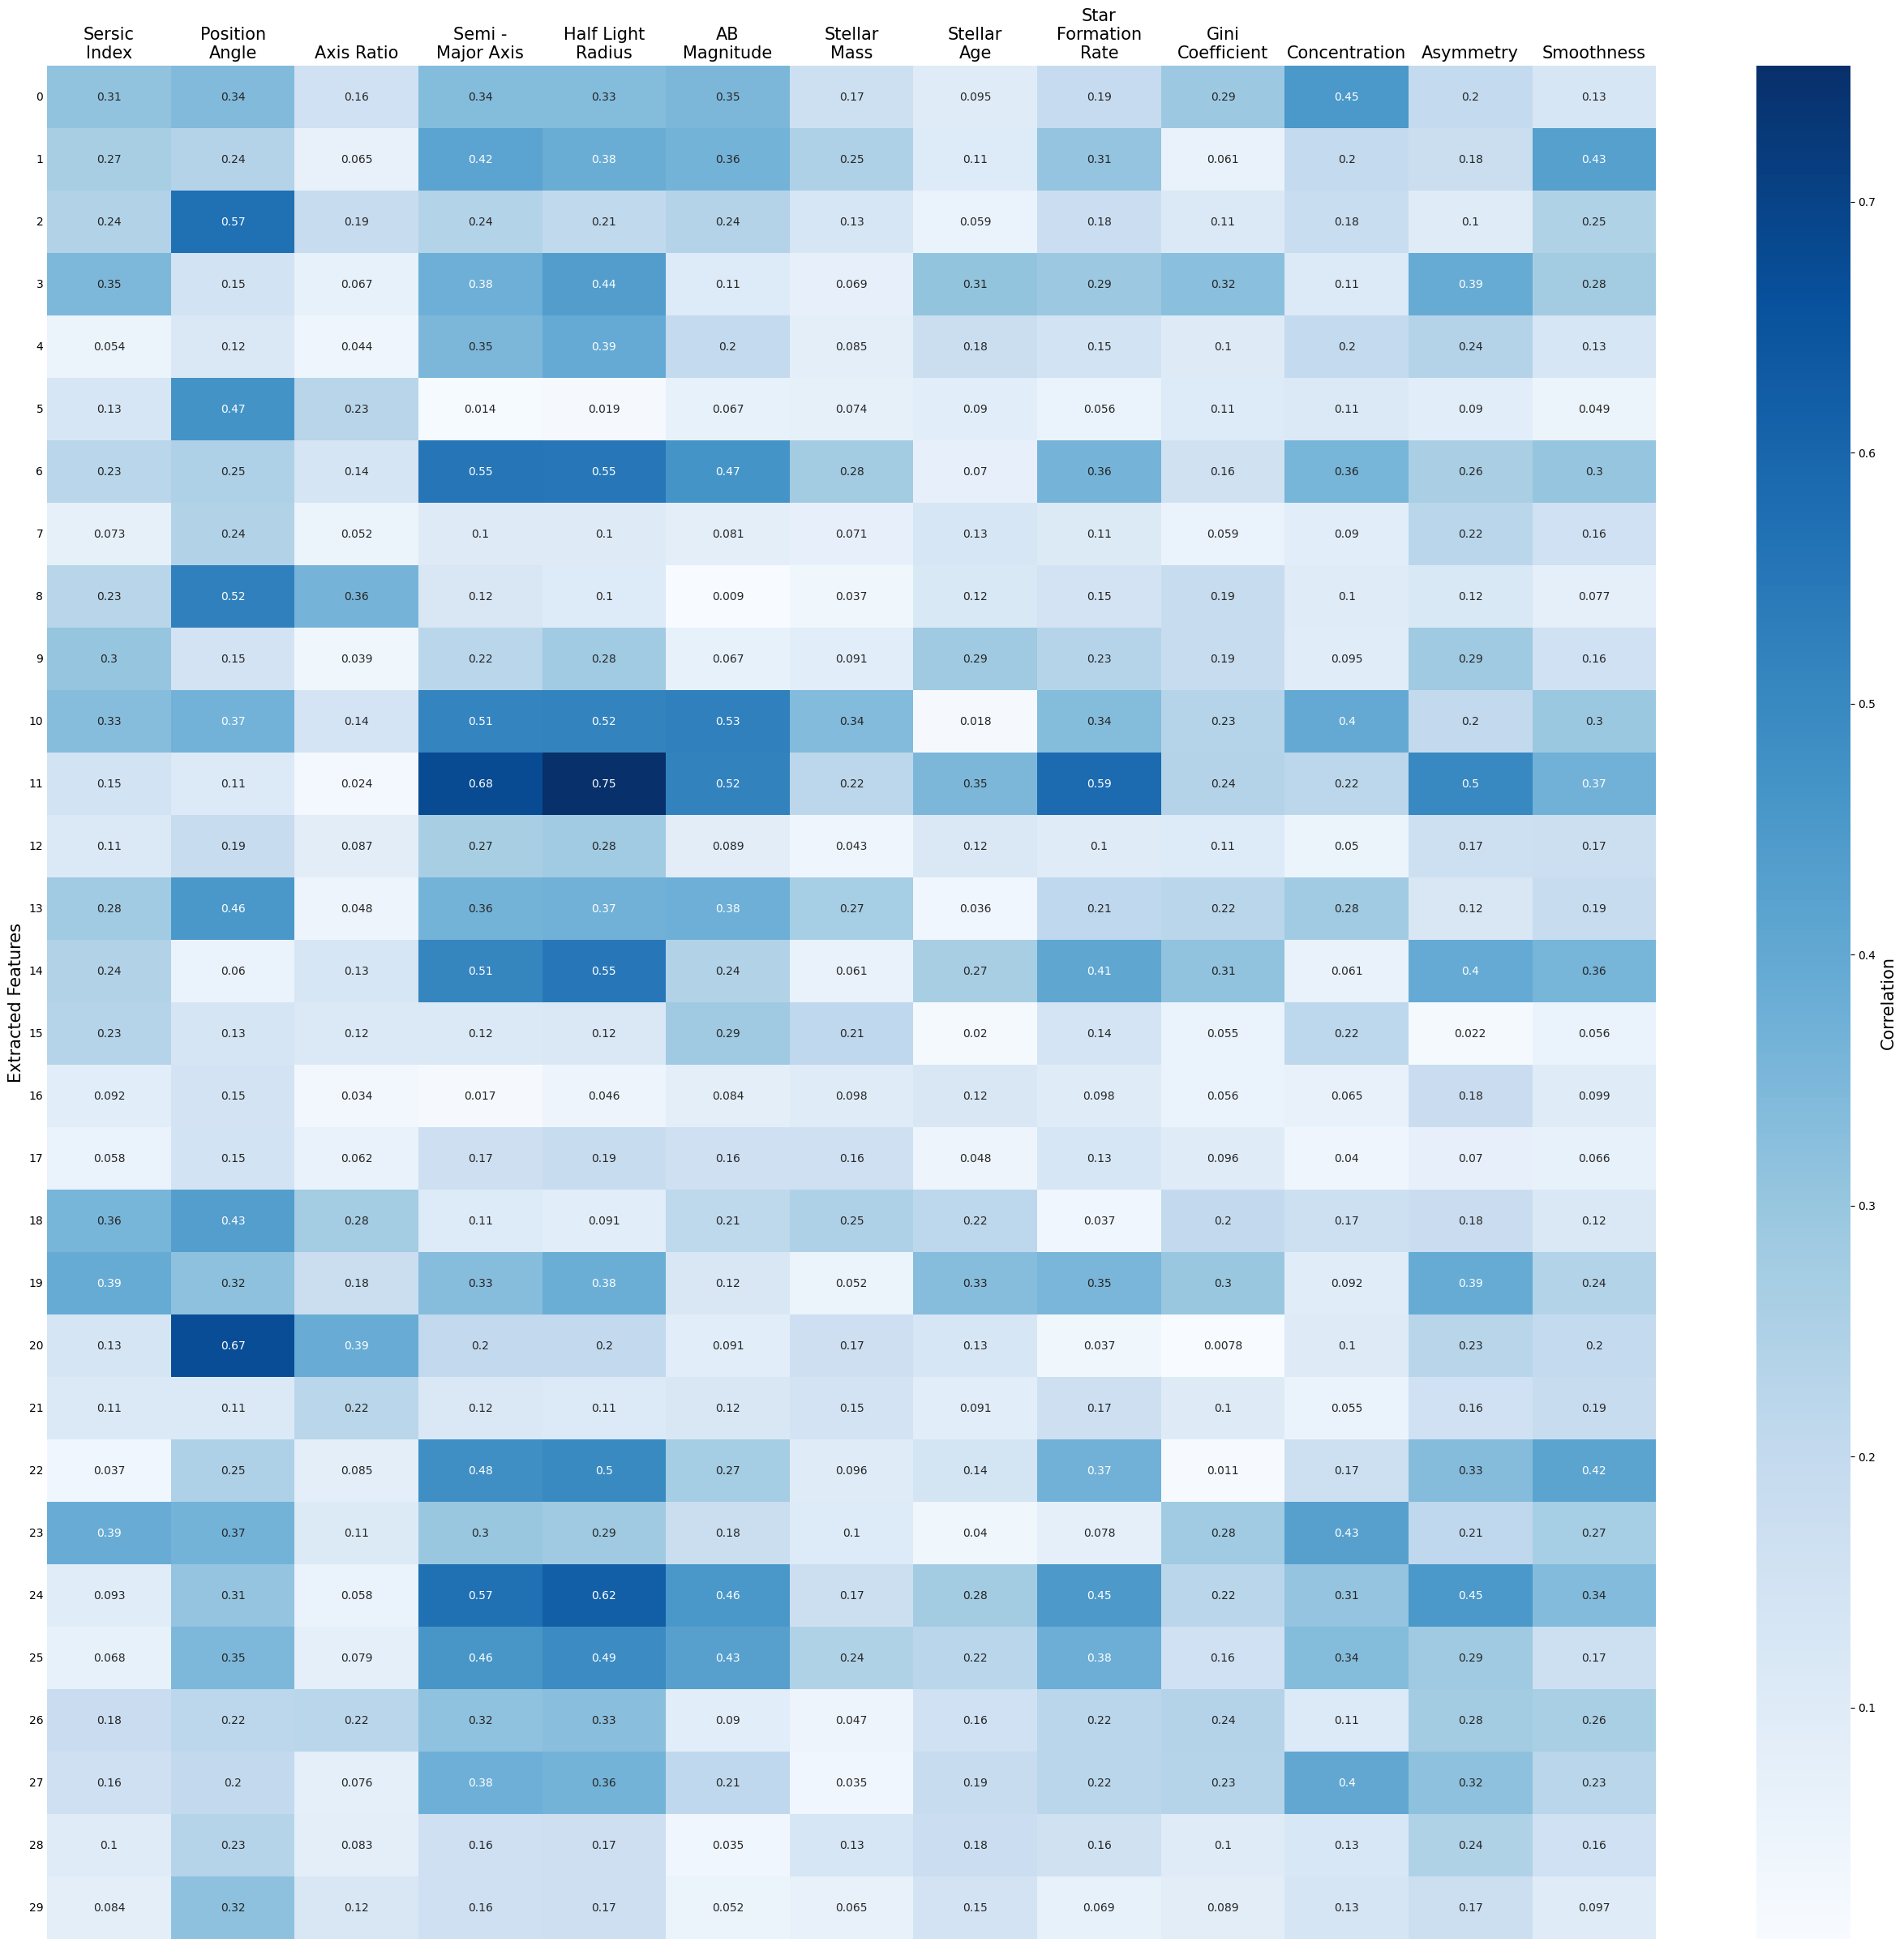 Star
Sersic Position Semi - Half Light AB Stellar Stellar Formation Gini
Index Angle Axis Ratio Major Axis Radius Magnitude Mass Age Rate Coefficient Concentration Asymmetry Smoothness
0 0.31 0.34 0.16 0.34 0.33 0.35 0.17 0.095 0.19 0.29 0.45 0.2 0.13
1 0.27 0.24 0.065 0.42 0.38 0.36 0.25 0.11 0.31 0.061 0.2 0.18 0.43
2 0.24 0.57 0.19 0.24 0.21 0.24 0.13 0.059 0.18 0.11 0.18 0.1 0.25
3 0.35 0.15 0.067 0.38 0.44 0.11 0.069 0.31 0.29 0.32 0.11 0.39 0.28
4 0.054 0.12 0.044 0.35 0.39 0.2 0.085 0.18 0.15 0.1 0.2 0.24 0.13
5 0.13 0.47 0.23 0.014 0.019 0.067 0.074 0.09 0.056 0.11 0.11 0.09 0.049
6 0.23 0.25 0.14 0.55 0.55 0.47 0.28 0.07 0.36 0.16 0.36 0.26 0.3
7 0.073 0.24 0.052 0.1 0.1 0.081 0.071 0.13 0.11 0.059 0.09 0.22 0.16
8 0.23 0.52 0.36 0.12 0.1 0.009 0.037 0.12 0.15 0.19 0.1 0.12 0.077
9 0.3 0.15 0.039 0.22 0.28 0.067 0.091 0.29 0.23 0.19 0.095 0.29 0.16
10 0.33 0.37 0.14 0.51 0.52 0.53 0.34 0.018 0.34 0.23 0.4 0.2 0.3
11 0.15 0.11 0.024 0.68 0.75 0.52 0.22 0.35 0.59 0.24 0.22 0.5 0.37
12 0.11 0.19 0.087 0.27 0.28 0.089 0.043 0.12 0.1 0.11 0.05 0.17 0.17
13 0.28 0.46 0.048 0.36 0.37 0.38 0.27 0.036 0.21 0.22 0.28 0.12 0.19
14 0.24 0.06 0.13 0.51 0.55 0.24 0.061 0.27 0.41 0.31 0.061 0.4 0.36
15 0.23 0.13 0.12 0.12 0.12 0.29 0.21 0.02 0.14 0.055 0.22 0.022 0.056
16 0.092 0.15 0.034 0.017 0.046 0.084 0.098 0.12 0.098 0.056 0.065 0.18 0.099
17 0.058 0.15 0.062 0.17 0.19 0.16 0.16 0.048 0.13 0.096 0.04 0.07 0.066
18 0.36 0.43 0.28 0.11 0.091 0.21 0.25 0.22 0.037 0.2 0.17 0.18 0.12
19 0.39 0.32 0.18 0.33 0.38 0.12 0.052 0.33 0.35 0.3 0.092 0.39 0.24
20 0.13 0.67 0.39 0.2 0.2 0.091 0.17 0.13 0.037 0.0078 0.1 0.23 0.2
21 0.11 0.11 0.22 0.12 0.11 0.12 0.15 0.091 0.17 0.1 0.055 0.16 0.19
22 0.037 0.25 0.085 0.48 0.5 0.27 0.096 0.14 0.37 0.011 0.17 0.33 0.42
23 0.39 0.37 0.11 0.3 0.29 0.18 0.1 0.04 0.078 0.28 0.43 0.21 0.27
24 0.093 0.31 0.058 0.57 0.62 0.46 0.17 0.28 0.45 0.22 0.31 0.45 0.34
25 0.068 0.35 0.079 0.46 0.49 0.43 0.24 0.22 0.38 0.16 0.34 0.29 0.17
26 0.18 0.22 0.22 0.32 0.33 0.09 0.047 0.16 0.22 0.24 0.11 0.28 0.26
27 0.16 0.2 0.076 0.38 0.36 0.21 0.035 0.19 0.22 0.23 0.4 0.32 0.23
28 0.1 0.23 0.083 0.16 0.17 0.035 0.13 0.18 0.16 0.1 0.13 0.24 0.16
29 0.084 0.32 0.12 0.16 0.17 0.052 0.065 0.15 0.069 0.089 0.13 0.17 0.097
Extracted Features
0.7
0.6
0.5
0.4
0.3
0.2
0.1
Correlation